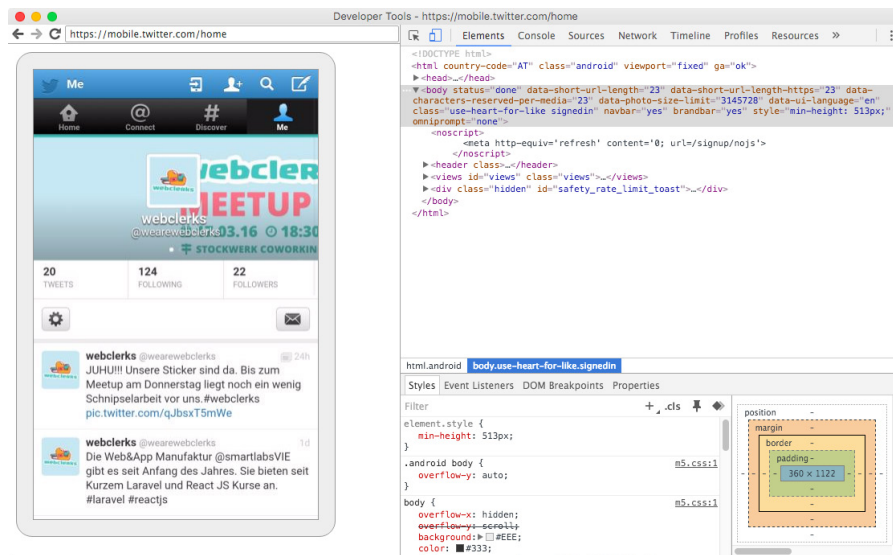 Developer Tools - https://mobile.twitter.com/home
https://mobile.twitter.com/home
Me
Home
Connect
Discover
Me
webclerks
MEETUP
webclerks
@wearewebclerks
03.16 18:30
STOCKWERK COWORKIN
20
TWEETS
124
FOLLOWING
22
FOLLOWERS
webclerks @wearewebclerks 24h
JUHU!!! Unsere Sticker sind da. Bis zum
Meetup am Donnerstag liegt noch ein wenig
Schnipselarbeit vor uns.#webclerks
pic.twitter.com/qJbsxT5mWe
webclerks @wearewebclerks 1d
Die Web&App Manufaktur @smartlabsVIE
gibt es seit Anfang des Jahres. Sie bieten seit
Kurzem Laravel und React JS Kurse an.
#laravel #reactjs
Elements Console Sources Network Timeline Profiles Resources »
<!DOCTYPE html>
<html country-code="AT" class="android" viewport="fixed" ga="ok">
<head>…</head>
<body status="done" data-short-url-length="23" data-short-url-length-https="23" data-
characters-reserved-per-media="23" data-photo-size-limit="3145728" data-ui-language="en"
class="use-heart-for-like signedin" navbar="yes" brandbar="yes" style="min-height: 513px;"
omniprompt="none">
<noscript>
<meta http-equiv='refresh' content='0; url=/signup/nojs'>
</noscript>
<header class>…</header>
<views id="views" class="views">…</views>
<div class="hidden" id="safety_rate_limit_toast">…</div>
</body>
</html>
html.android body.use-heart-for-like.signedin
Styles Event Listeners DOM Breakpoints Properties
Filter + .cls
element.style {
min-height: 513px;
}
.android body { m5.css:1
overflow-y: auto;
}
body { m5.css:1
overflow-x: hidden;
overflow-y: scroll;
background: #EEE;
color: #333;
position -
margin -
border -
padding -
- - - 360 × 1122 - - -
-
-
-
-